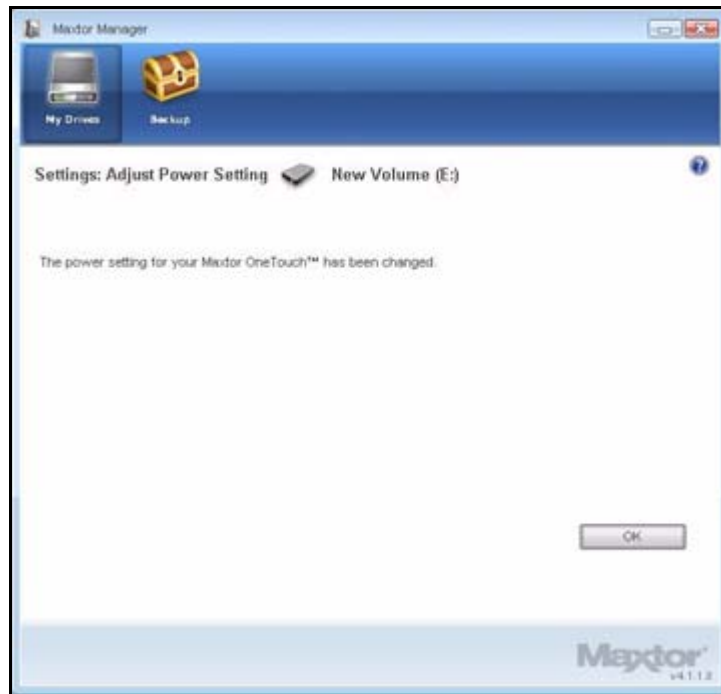 Maxtor Manager
My Drives
Backup
Settings: Adjust Power Setting New Volume (E:)
The power setting for your Maxtor OneTouch™ has been changed.
OK
Maxtor
v4.1.1.2